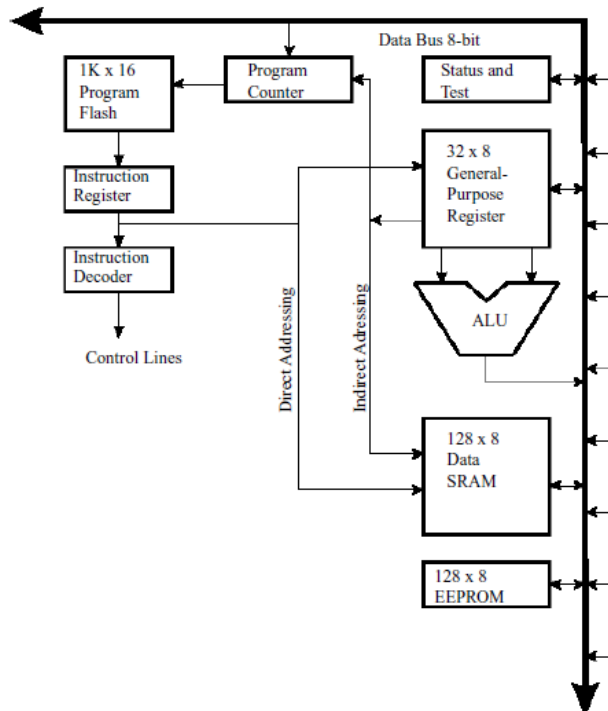 Data Bus 8-bit
1K x 16
Program
Flash
Program
Counter
Status and
Test
Instruction
Register
32 x 8
General-
Purpose
Register
Instruction
Decoder
ALU
Control Lines
Direct Addressing
Indirect Adressing
128 x 8
Data
SRAM
128 x 8
EEPROM